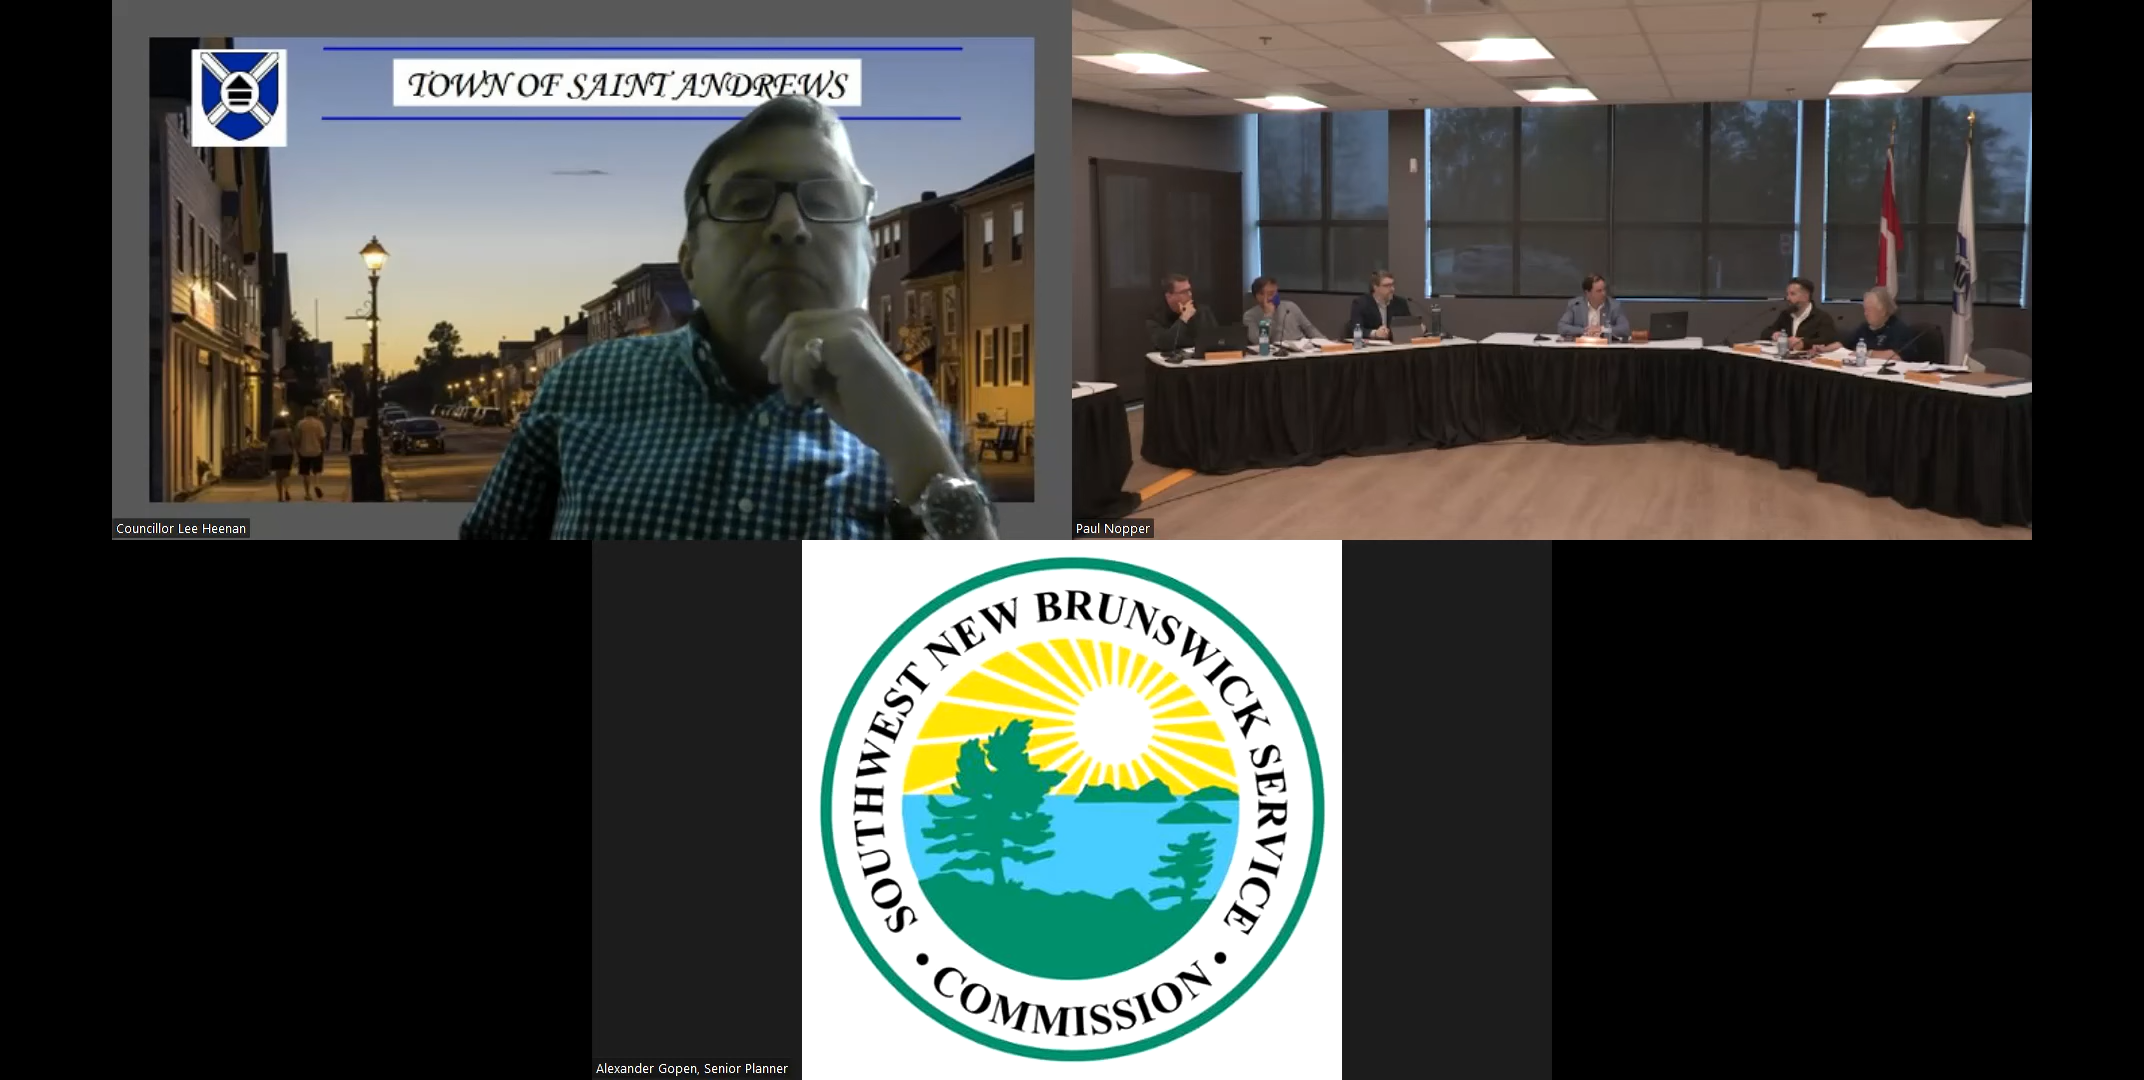 TOWN OF SAINT ANDREWS
Councillor Lee Heenan
Paul Nopper
SOUTHWEST NEW BRUNSWICK SERVICE
• COMMISSION •
Alexander Gopen, Senior Planner